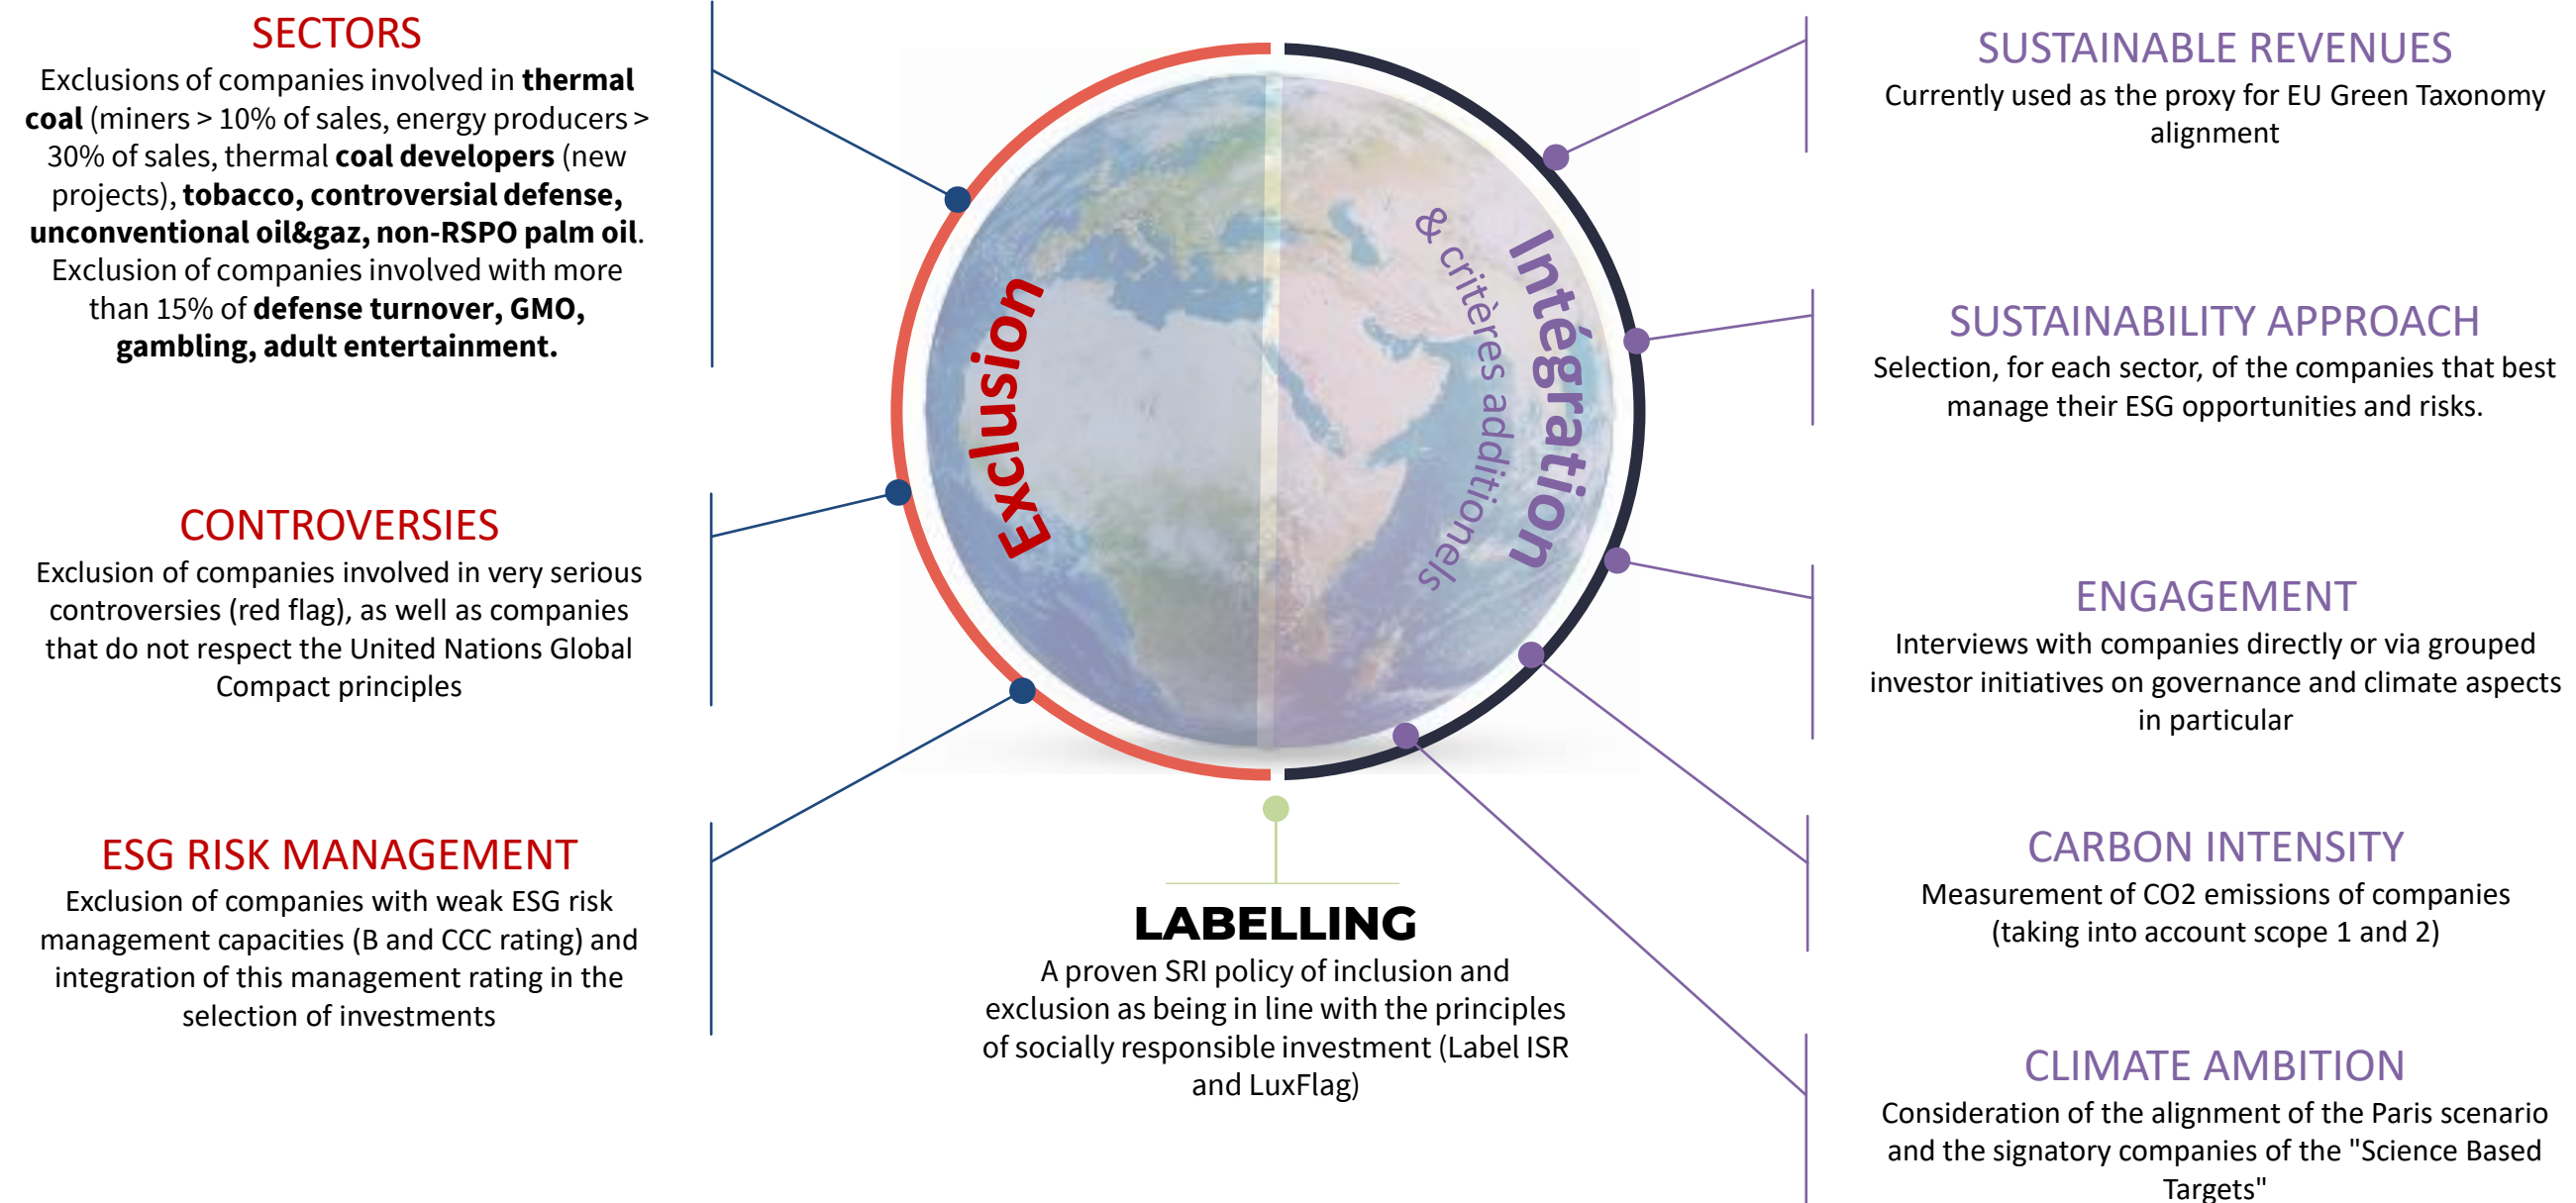 SECTORS
Exclusions of companies involved in thermal
coal (miners > 10% of sales, energy producers >
30% of sales, thermal coal developers (new
projects), tobacco, controversial defense,
unconventional oil&gaz, non-RSPO palm oil.
Exclusion of companies involved with more
than 15% of defense turnover, GMO,
gambling, adult entertainment.
CONTROVERSIES
Exclusion of companies involved in very serious
controversies (red flag), as well as companies
that do not respect the United Nations Global
Compact principles
ESG RISK MANAGEMENT
Exclusion of companies with weak ESG risk
management capacities (B and CCC rating) and
integration of this management rating in the
selection of investments
Exclusion
Intégration
& critères additionels
LABELLING
A proven SRI policy of inclusion and
exclusion as being in line with the principles
of socially responsible investment (Label ISR
and LuxFlag)
SUSTAINABLE REVENUES
Currently used as the proxy for EU Green Taxonomy
alignment
SUSTAINABILITY APPROACH
Selection, for each sector, of the companies that best
manage their ESG opportunities and risks.
ENGAGEMENT
Interviews with companies directly or via grouped
investor initiatives on governance and climate aspects
in particular
CARBON INTENSITY
Measurement of CO2 emissions of companies
(taking into account scope 1 and 2)
CLIMATE AMBITION
Consideration of the alignment of the Paris scenario
and the signatory companies of the "Science Based
Targets"